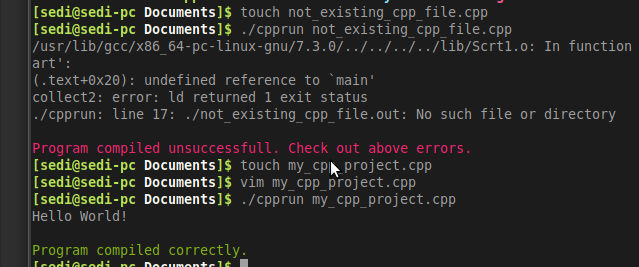 [sedi@sedi-pc Documents]$ touch not_existing_cpp_file.cpp
[sedi@sedi-pc Documents]$ ./cpprun not_existing_cpp_file.cpp
/usr/lib/gcc/x86_64-pc-linux-gnu/7.3.0/../../../../lib/Scrt1.o: In function
art':
(.text+0x20): undefined reference to `main'
collect2: error: ld returned 1 exit status
./cpprun: line 17: ./not_existing_cpp_file.out: No such file or directory
Program compiled unsuccessfull. Check out above errors.
[sedi@sedi-pc Documents]$ touch my_cpp_project.cpp
[sedi@sedi-pc Documents]$ vim my_cpp_project.cpp
[sedi@sedi-pc Documents]$ ./cpprun my_cpp_project.cpp
Hello World!
Program compiled correctly.
[sedi@sedi-pc Documents]$